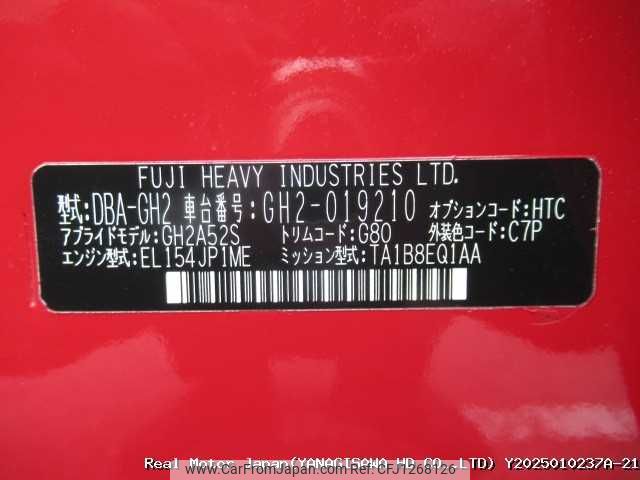 FUJI HEAVY INDUSTRIES LTD.
型式:DBA-GH2 車台番号:GH2-019210 オプションコード:HTC
アプライドモデル:GH2A52S トリムコード:G80 外装色コード:C7P
エンジン型式:EL154JP1ME ミッション型式:TA1B8EQ1AA
CarFromJapan
carfromjapan.com CFJ1268126
Real Motor Japan(YANAGISAWA HD CO.,LTD) Y2025010237A-21